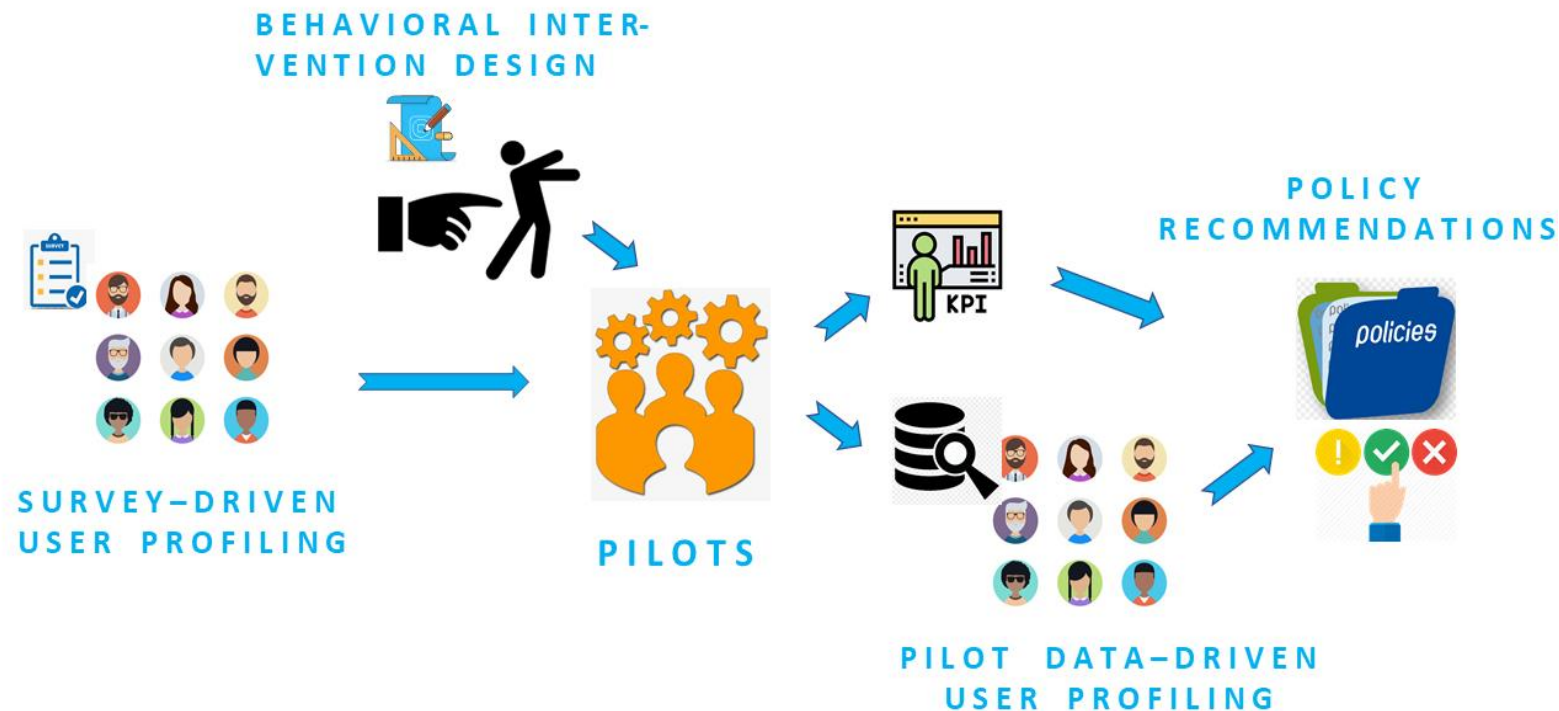 BEHAVIORAL INTER-
VENTION DESIGN
SURVEY
SURVEY–DRIVEN
USER PROFILING
PILOTS
KPI
PILOT DATA–DRIVEN
USER PROFILING
POLICY
RECOMMENDATIONS
policies